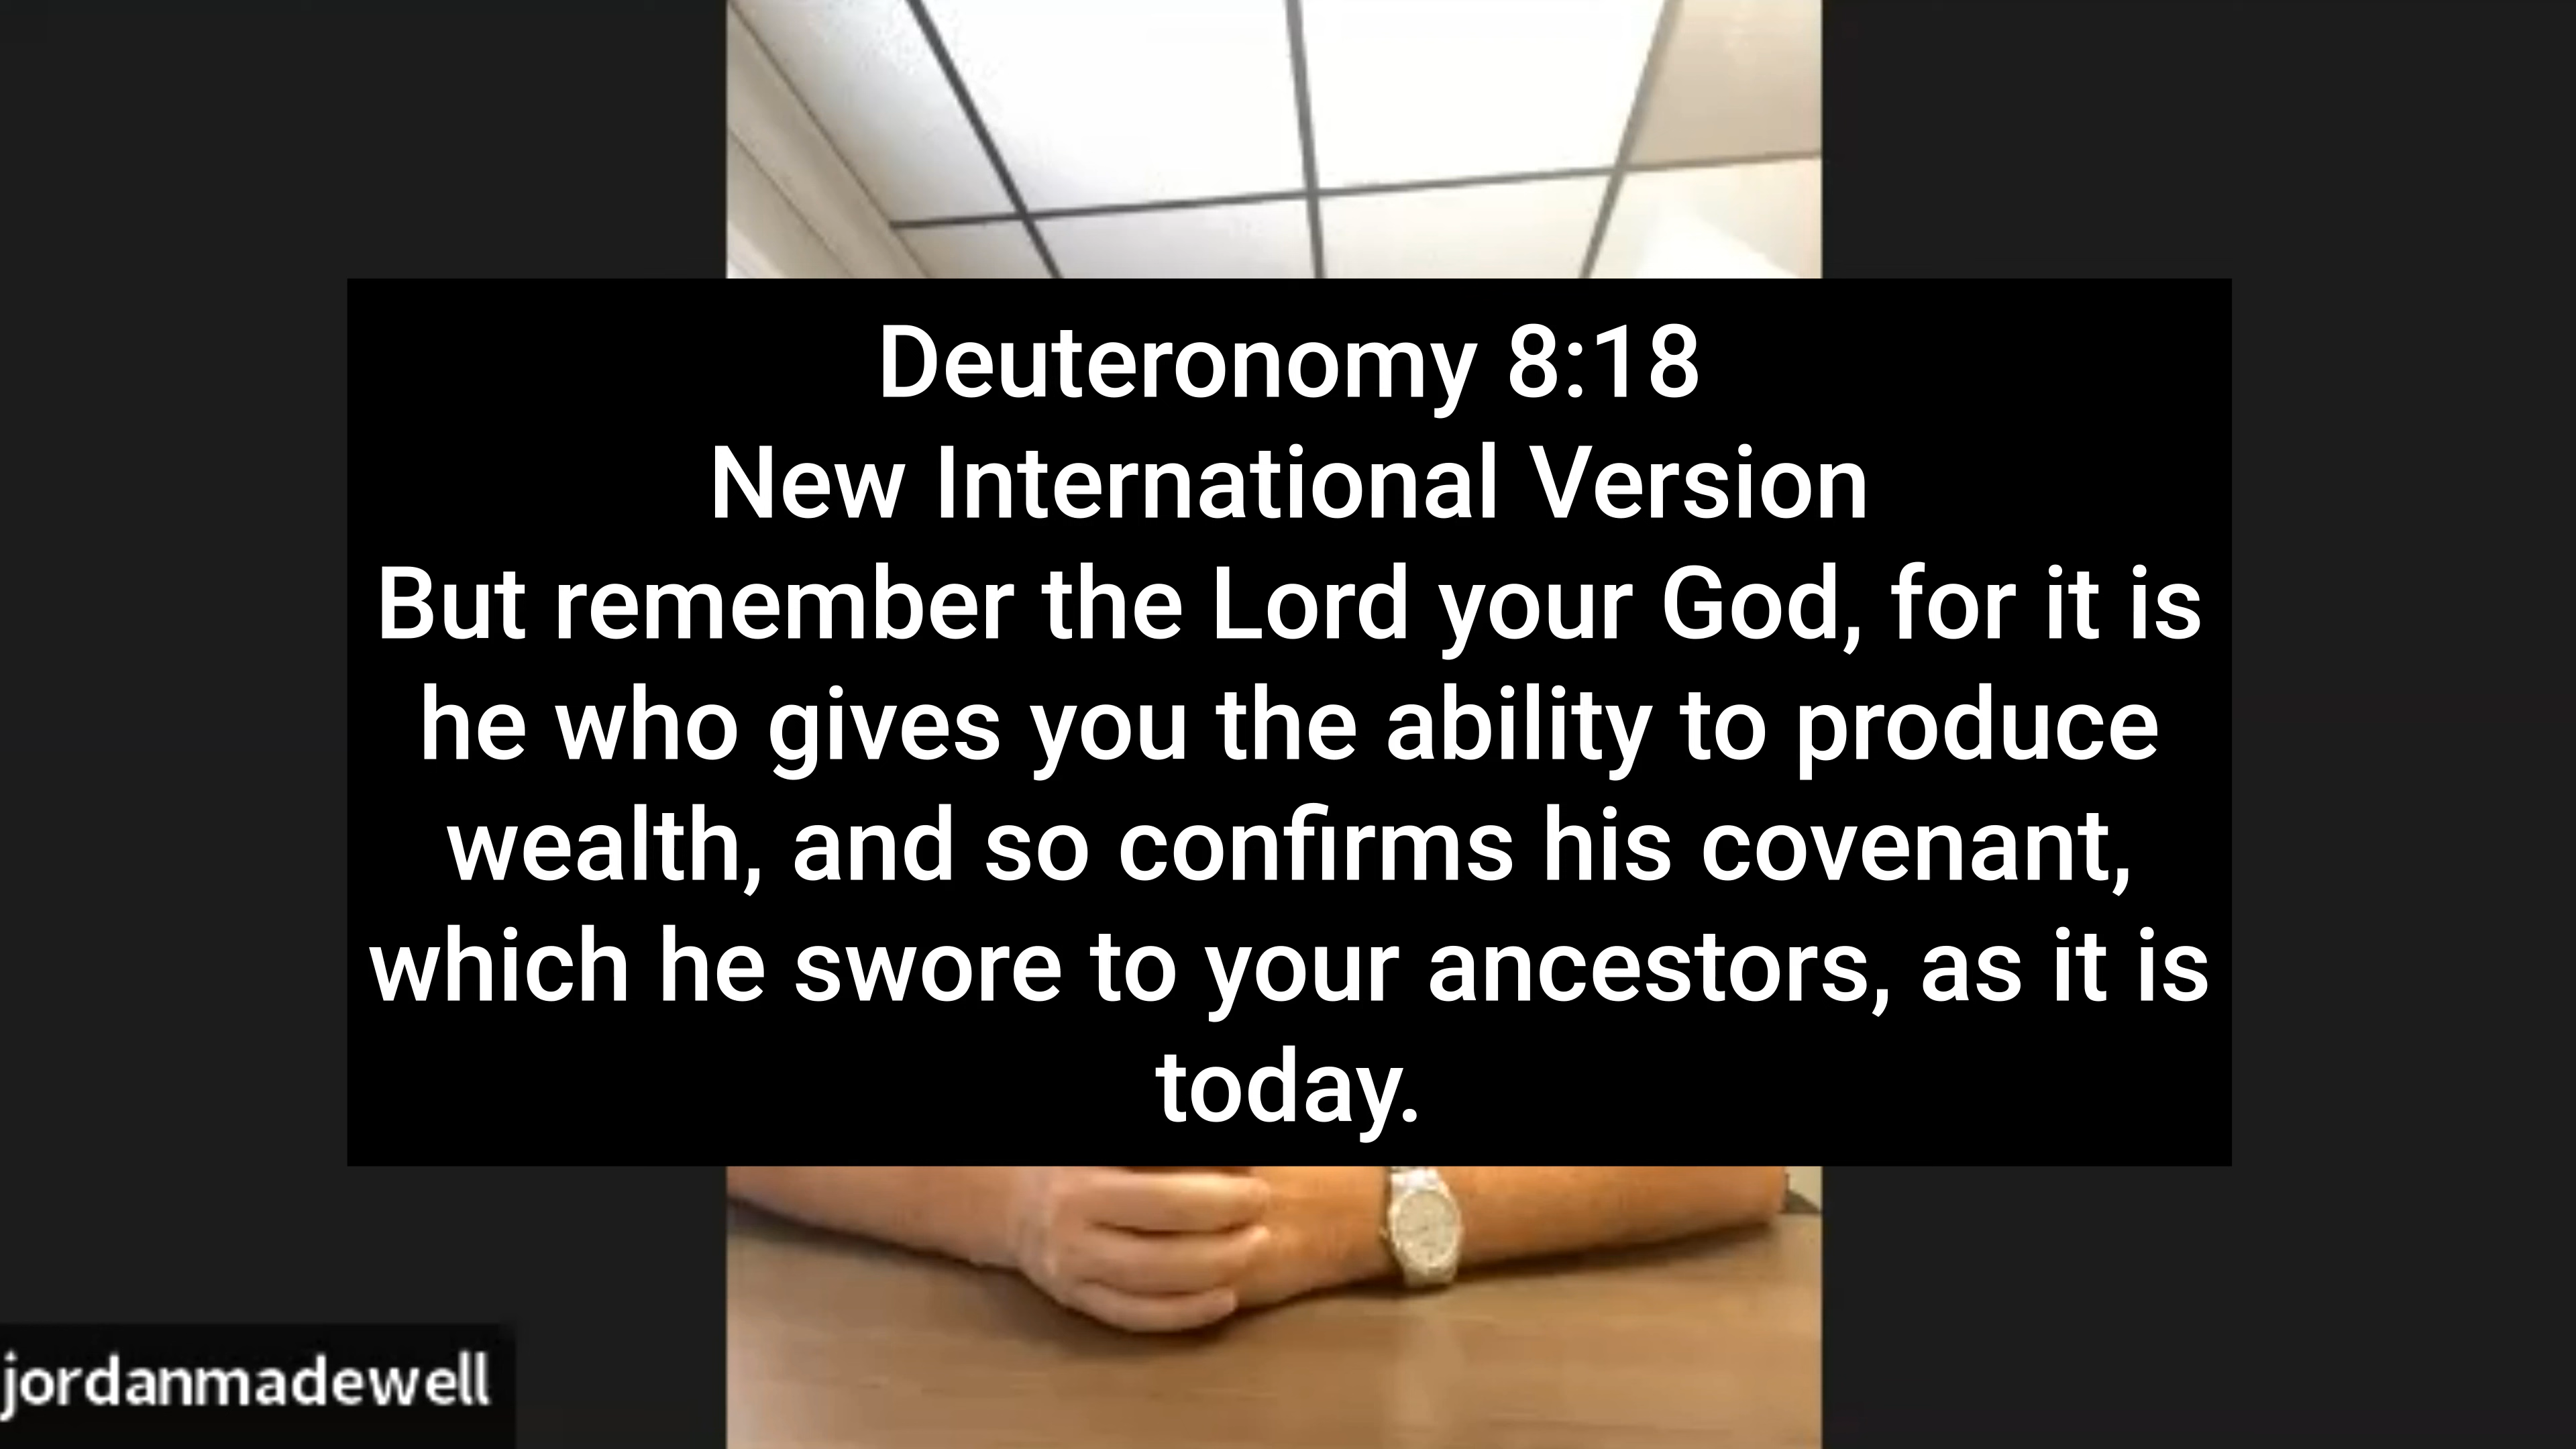 Deuteronomy 8:18
New International Version
But remember the Lord your God, for it is
he who gives you the ability to produce
wealth, and so confirms his covenant,
which he swore to your ancestors, as it is
today.
jordanmadewell